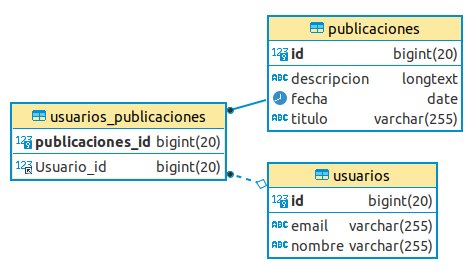 publicaciones
123 id bigint(20)
ABC descripcion longtext
fecha date
ABC titulo varchar(255)
usuarios_publicaciones
123 publicaciones_id bigint(20)
123 Usuario_id bigint(20)
usuarios
123 id bigint(20)
ABC email varchar(255)
ABC nombre varchar(255)